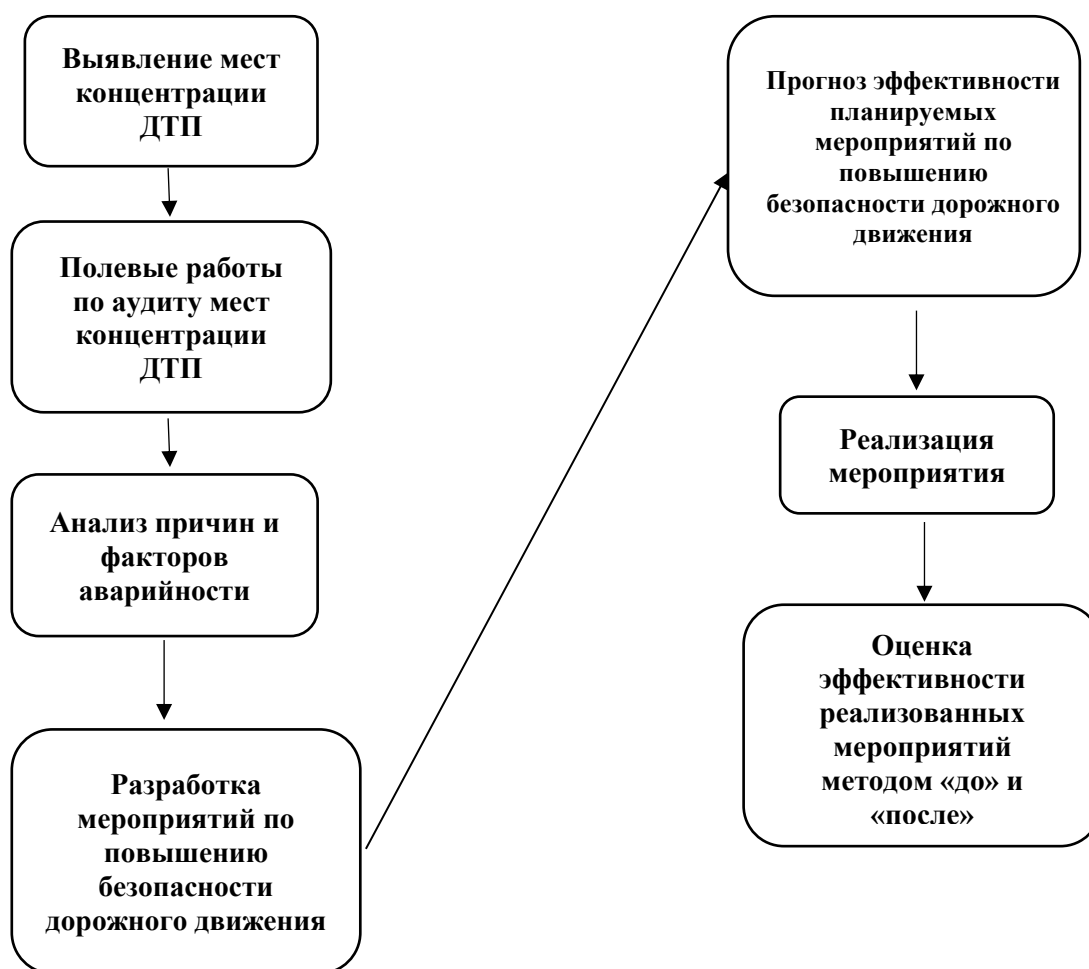 Выявление мест
концентрации
ДТП
Полевые работы
по аудиту мест
концентрации
ДТП
Анализ причин и
факторов
аварийности
Разработка
мероприятий по
повышению
безопасности
дорожного движения
Прогноз эффективности
планируемых
мероприятий по
повышению
безопасности дорожного
движения
Реализация
мероприятия
Оценка
эффективности
реализованных
мероприятий
методом «до» и
«после»